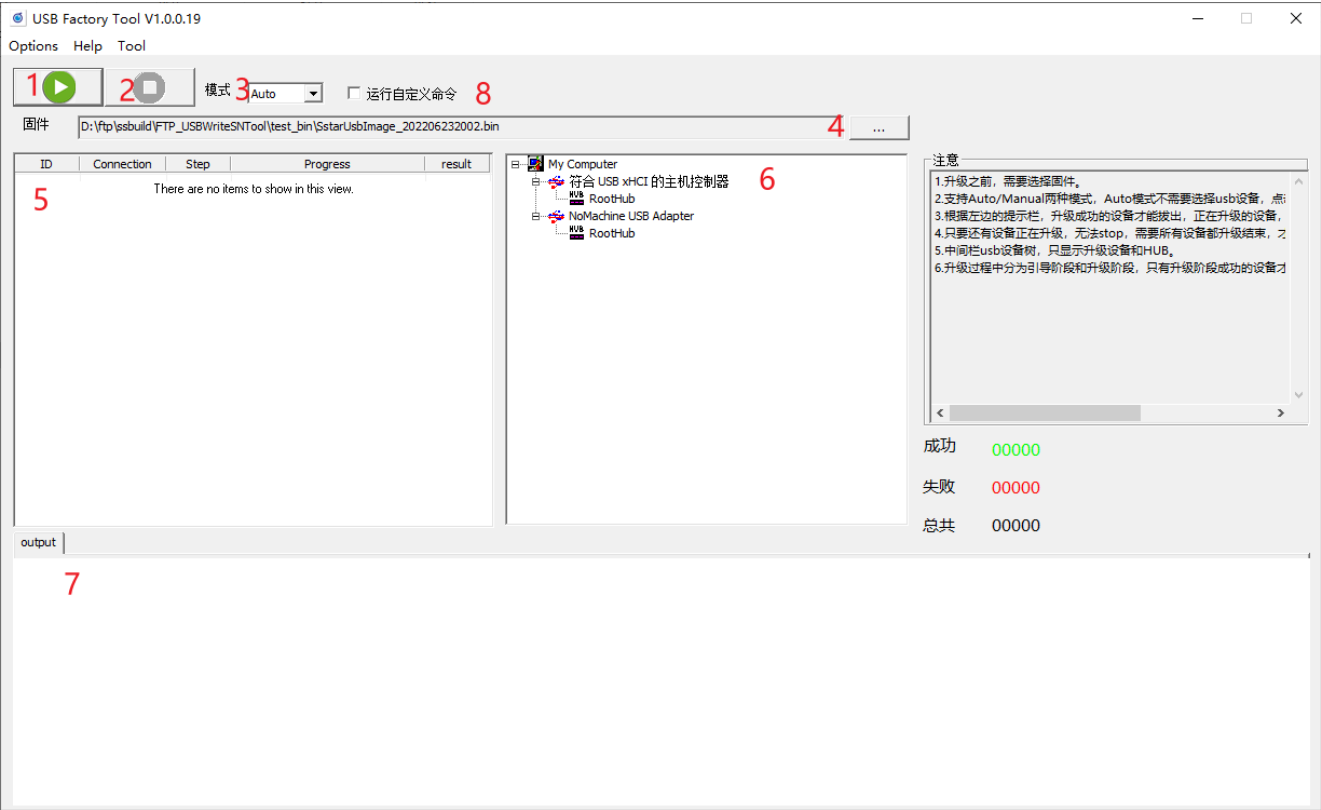 USB Factory Tool V1.0.0.19
Options Help Tool
1 2 模式 3 Auto 运行自定义命令 8
固件 D:\ftp\ssbuild\FTP_USBWriteSNTool\test_bin\SstarUsbImage_202206232002.bin 4 ...
ID Connection Step Progress result
There are no items to show in this view.
5
My Computer
符合 USB xHCI 的主机控制器
RootHub
NoMachine USB Adapter
RootHub
6
注意
1.升级之前，需要选择固件。
2.支持Auto/Manual两种模式，Auto模式不需要选择usb设备，点
3.根据左边的提示栏，升级成功的设备才能拔出，正在升级的设备，
4.只要还有设备正在升级，无法stop，需要所有设备都升级结束，
5.中间栏usb设备树，只显示升级设备和HUB。
6.升级过程中分为引导阶段和升级阶段，只有升级阶段成功的设备才
成功 00000
失败 00000
总共 00000
output
7